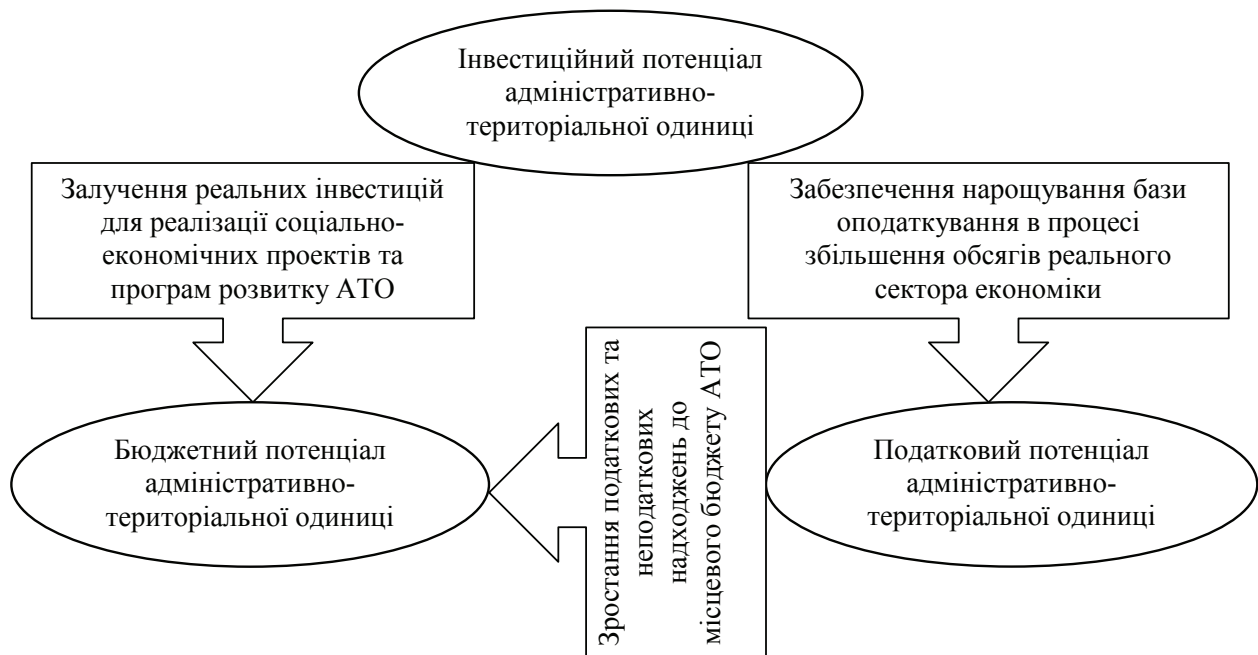 Інвестиційний потенціал
адміністративно-
територіальної одиниці
Залучення реальних інвестицій
для реалізації соціально-
економічних проектів та
програм розвитку АТО
Забезпечення нарощування бази
оподаткування в процесі
збільшення обсягів реального
сектора економіки
Зростання податкових та
неподаткових
надходжень до
місцевого бюджету АТО
Бюджетний потенціал
адміністративно-
територіальної одиниці
Податковий потенціал
адміністративно-
територіальної одиниці